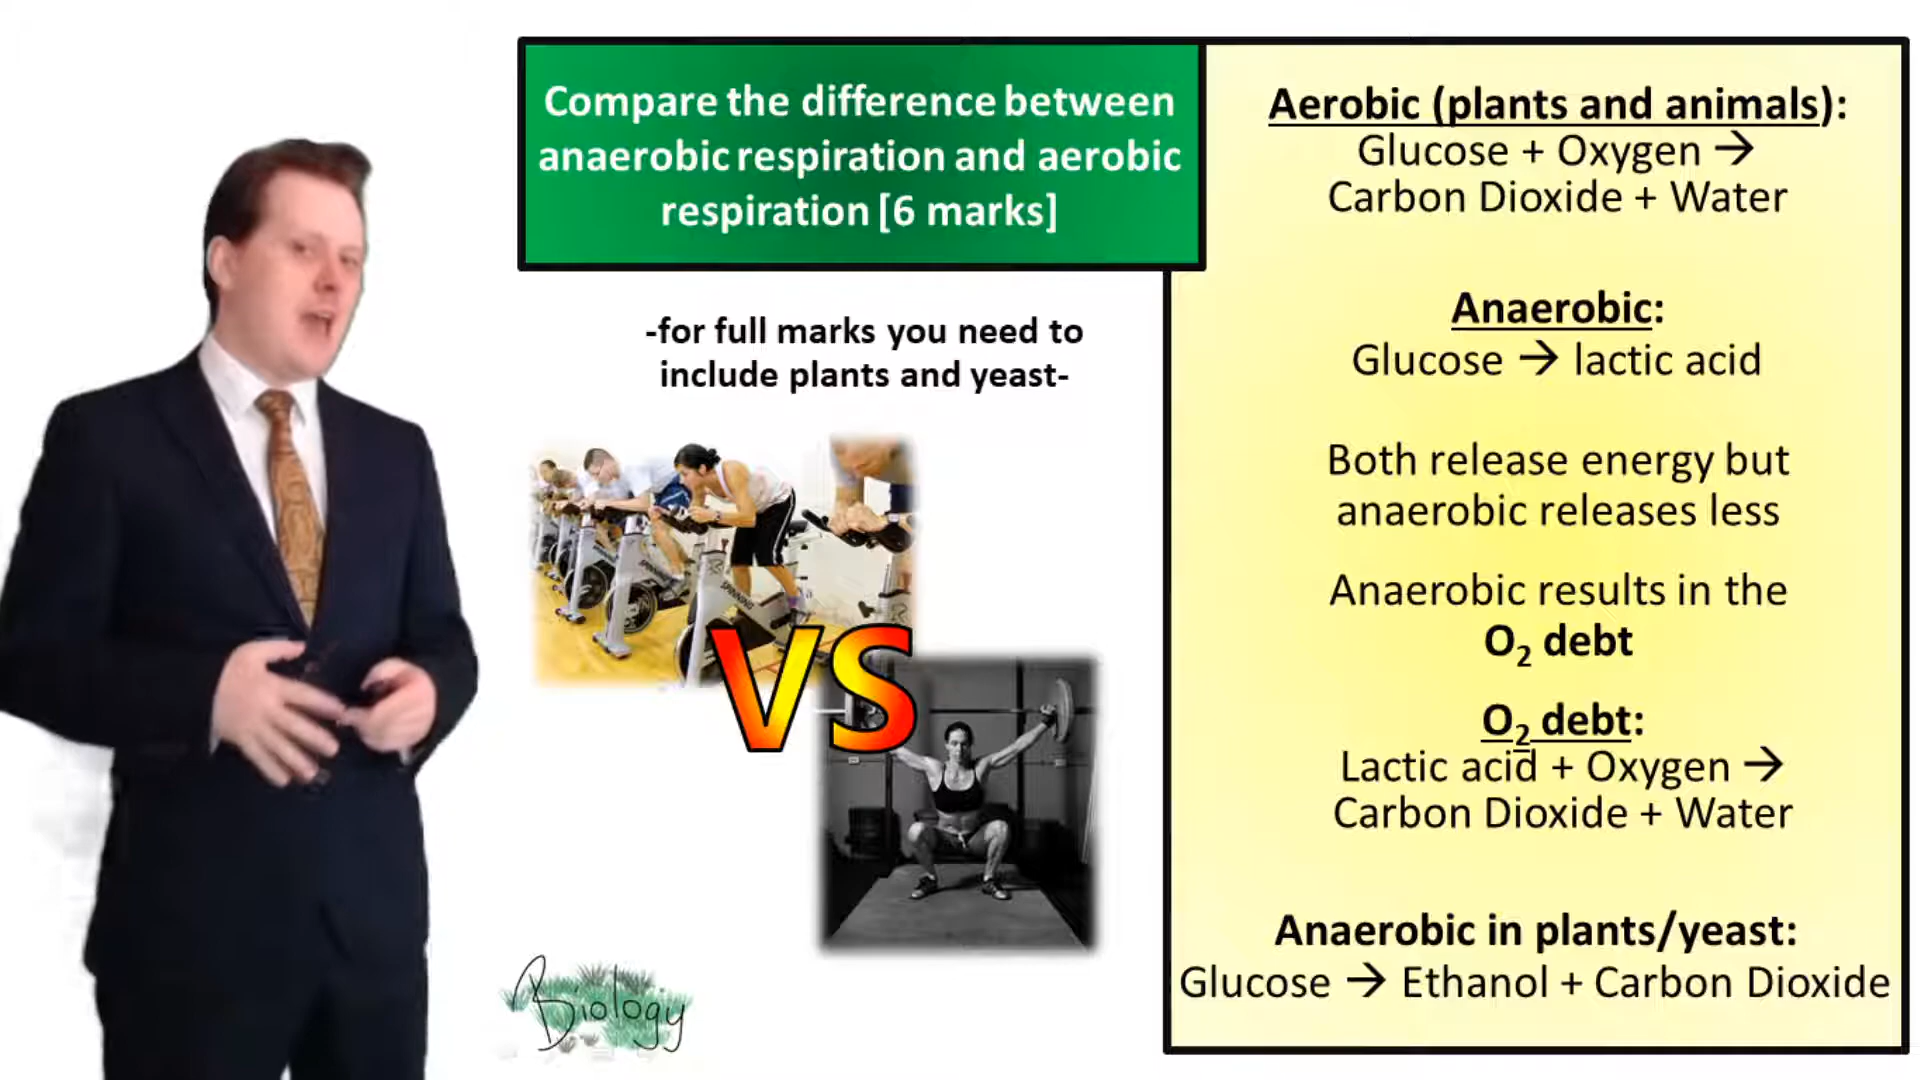 Compare the difference between
anaerobic respiration and aerobic
respiration [6 marks]
-for full marks you need to
include plants and yeast-
SPINNING
SPINNING
VS
Biology
Aerobic (plants and animals):
Glucose + Oxygen →
Carbon Dioxide + Water
Anaerobic:
Glucose → lactic acid
Both release energy but
anaerobic releases less
Anaerobic results in the
O₂ debt
O₂ debt:
Lactic acid + Oxygen →
Carbon Dioxide + Water
Anaerobic in plants/yeast:
Glucose → Ethanol + Carbon Dioxide